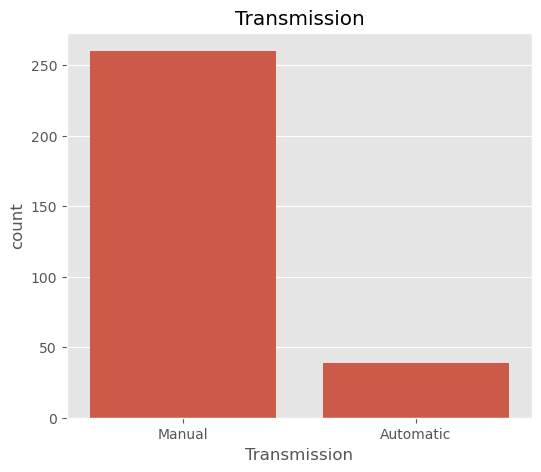 Transmission
250
200
150
100
50
0
count
Manual
Automatic
Transmission